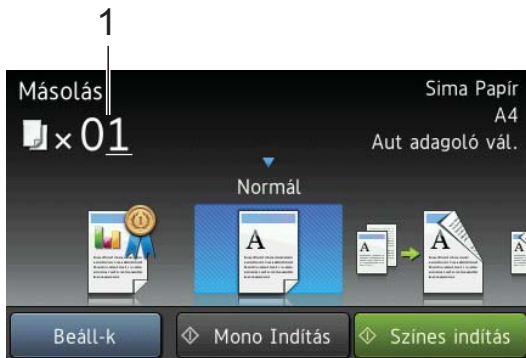 1
Másolás
Sima Papír
A4
×01
Aut adagoló vál.
Normál
A
A
A
A
Beáll-k
Mono Indítás
Színes indítás